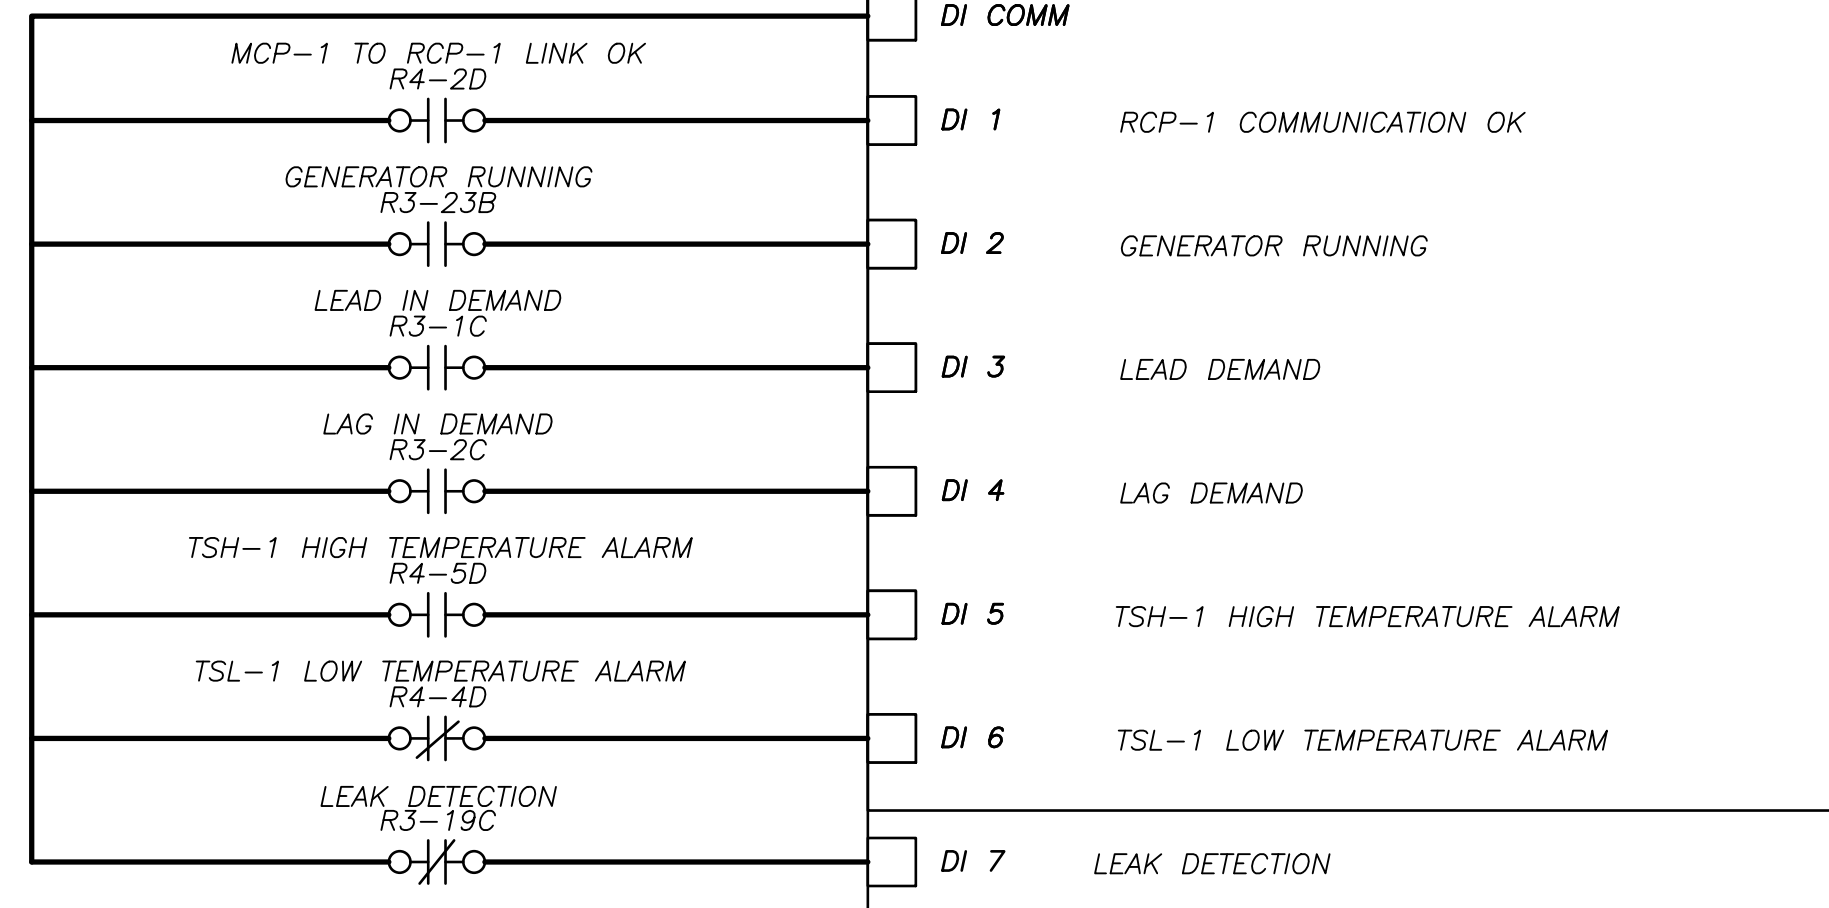 DI COMM
MCP-1 TO RCP-1 LINK OK
R4-2D
DI 1 RCP-1 COMMUNICATION OK
GENERATOR RUNNING
R3-23B
DI 2 GENERATOR RUNNING
LEAD IN DEMAND
R3-1C
DI 3 LEAD DEMAND
LAG IN DEMAND
R3-2C
DI 4 LAG DEMAND
TSH-1 HIGH TEMPERATURE ALARM
R4-5D
DI 5 TSH-1 HIGH TEMPERATURE ALARM
TSL-1 LOW TEMPERATURE ALARM
R4-4D
DI 6 TSL-1 LOW TEMPERATURE ALARM
LEAK DETECTION
R3-19C
DI 7 LEAK DETECTION